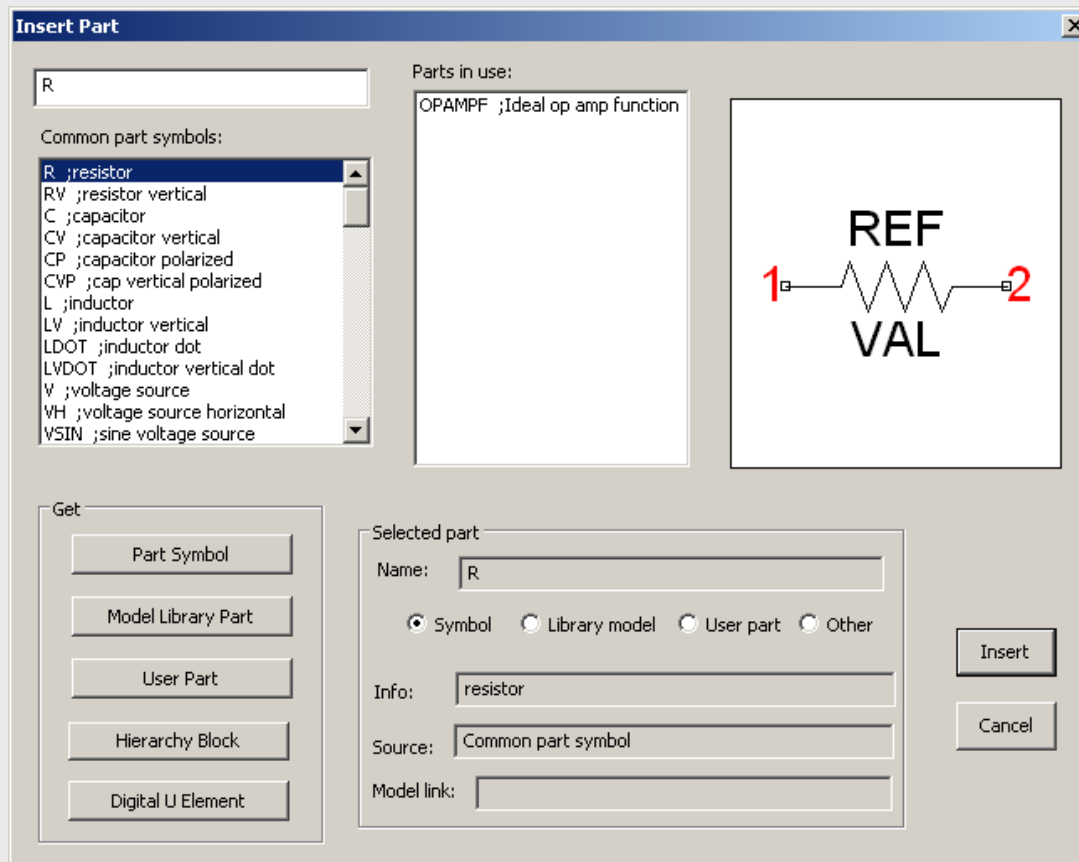 Insert Part
R
Common part symbols:
R ;resistor
RV ;resistor vertical
C ;capacitor
CV ;capacitor vertical
CP ;capacitor polarized
CVP ;cap vertical polarized
L ;inductor
LV ;inductor vertical
LDOT ;inductor dot
LVDOT ;inductor vertical dot
V ;voltage source
VH ;voltage source horizontal
VSIN ;sine voltage source
Parts in use:
OPAMPF ;Ideal op amp function
REF
1 2
VAL
Get
Part Symbol
Model Library Part
User Part
Hierarchy Block
Digital U Element
Selected part
Name: R
Symbol Library model User part Other
Info: resistor
Source: Common part symbol
Model link:
Insert
Cancel